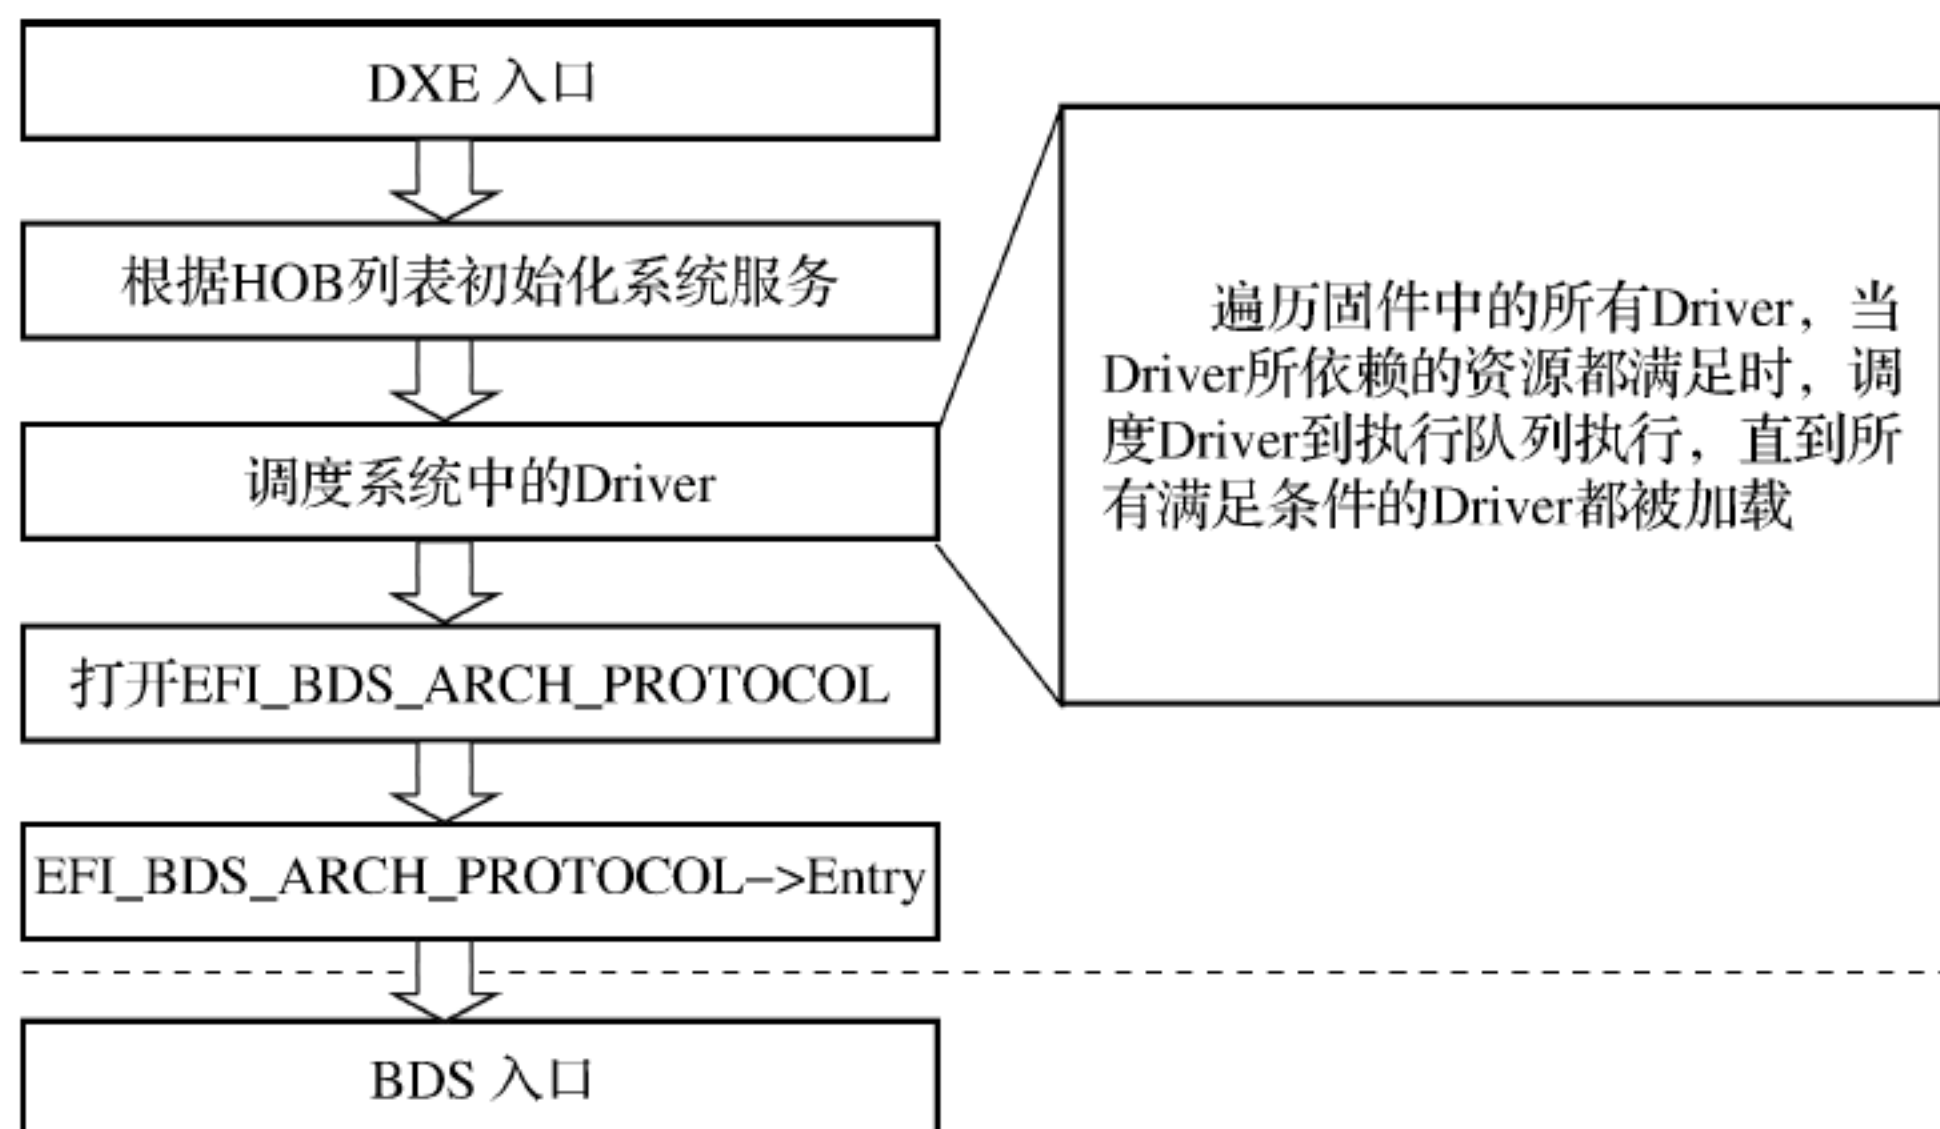 DXE 入口
根据HOB列表初始化系统服务
调度系统中的Driver
遍历固件中的所有Driver，当
Driver所依赖的资源都满足时，调
度Driver到执行队列执行，直到所
有满足条件的Driver都被加载
打开EFI_BDS_ARCH_PROTOCOL
EFI_BDS_ARCH_PROTOCOL–>Entry
BDS 入口